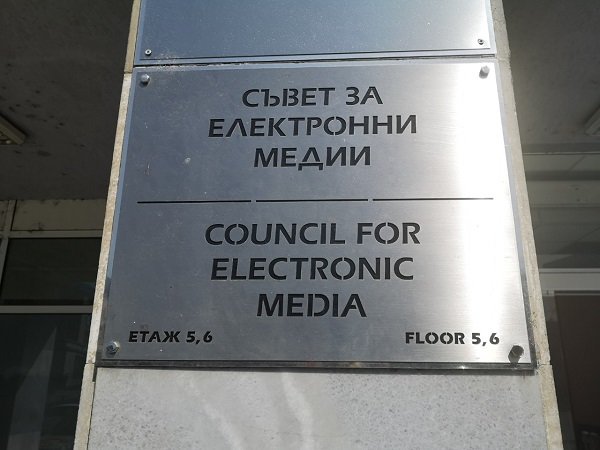 СЪВЕТ ЗА
ЕЛЕКТРОННИ
МЕДИИ
COUNCIL FOR
ELECTRONIC
MEDIA
ЕТАЖ 5,6
FLOOR 5,6